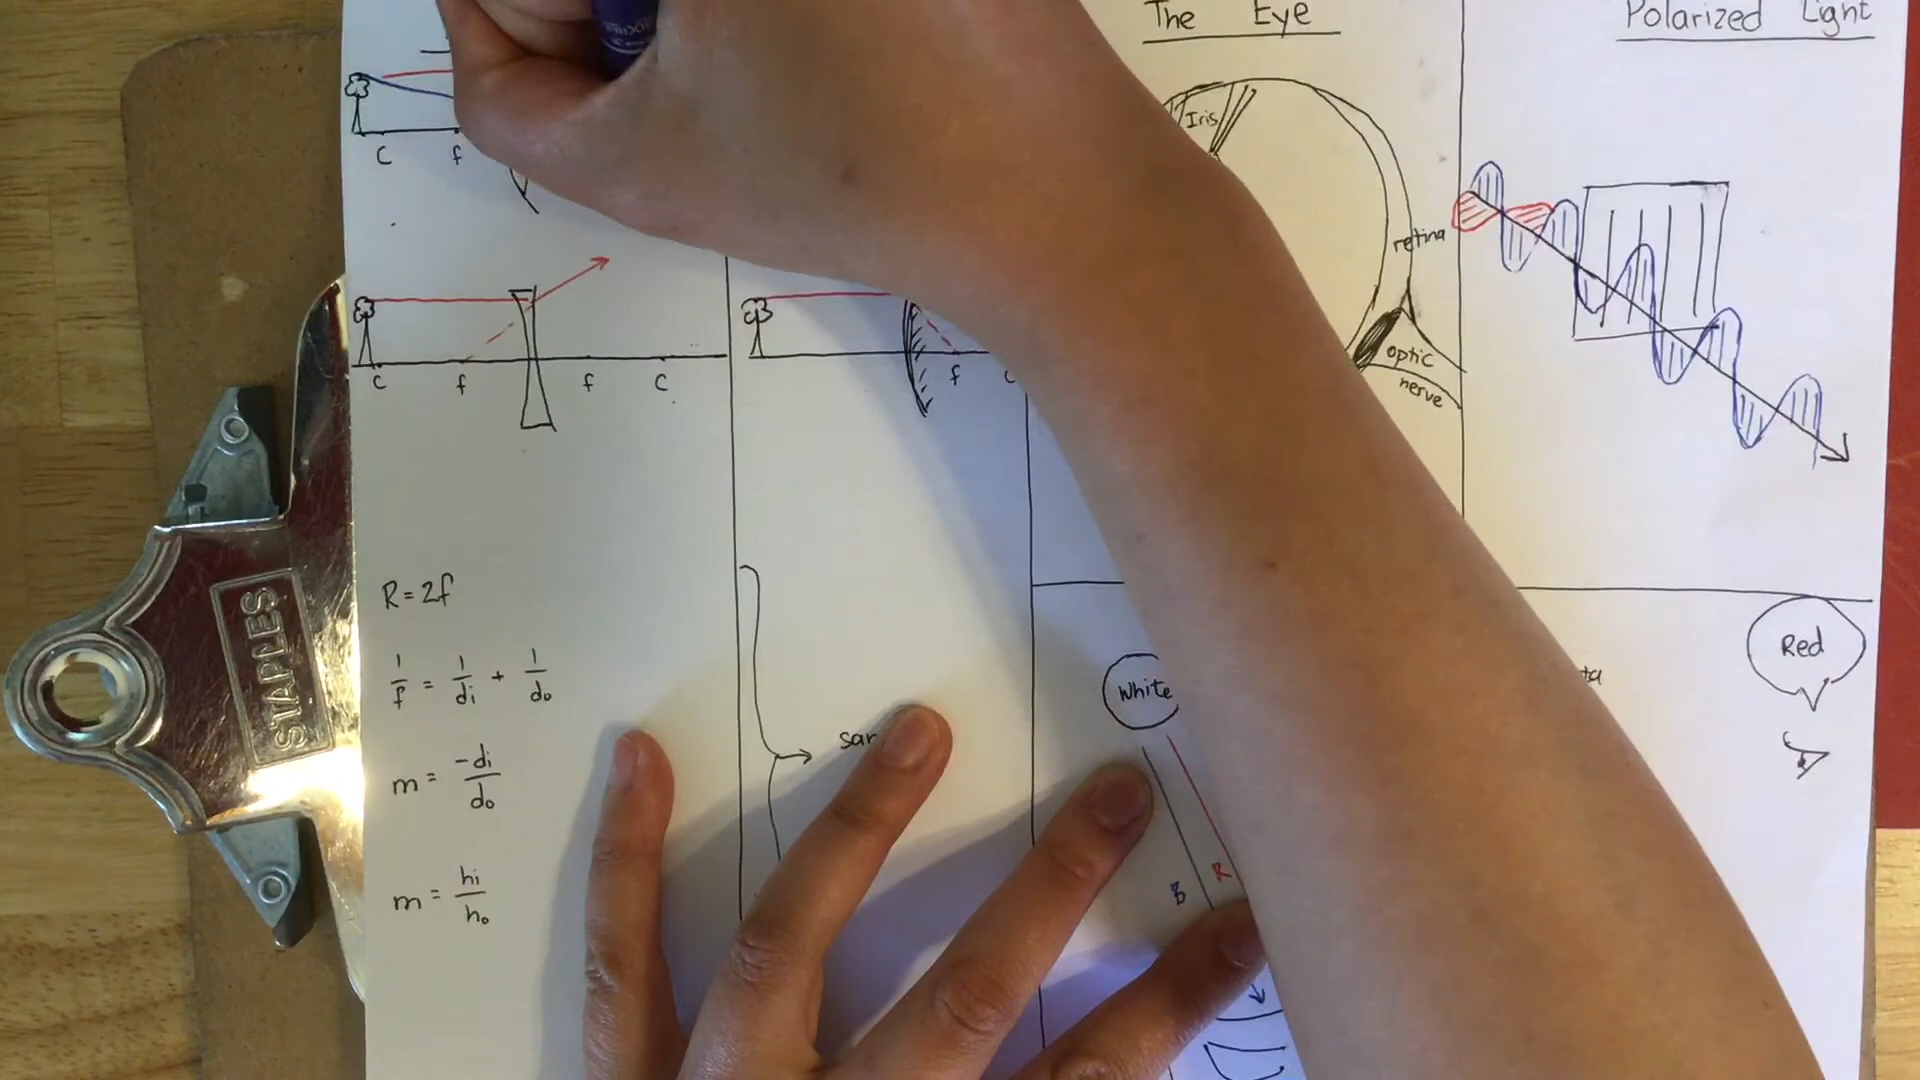 The Eye
Polarized Light
Iris
C f
retina
C f f C
f
optic
nerve
R = 2f
1/f = 1/di + 1/do
m = -di/do
m = hi/ho
White
Red
B R
STAPLES